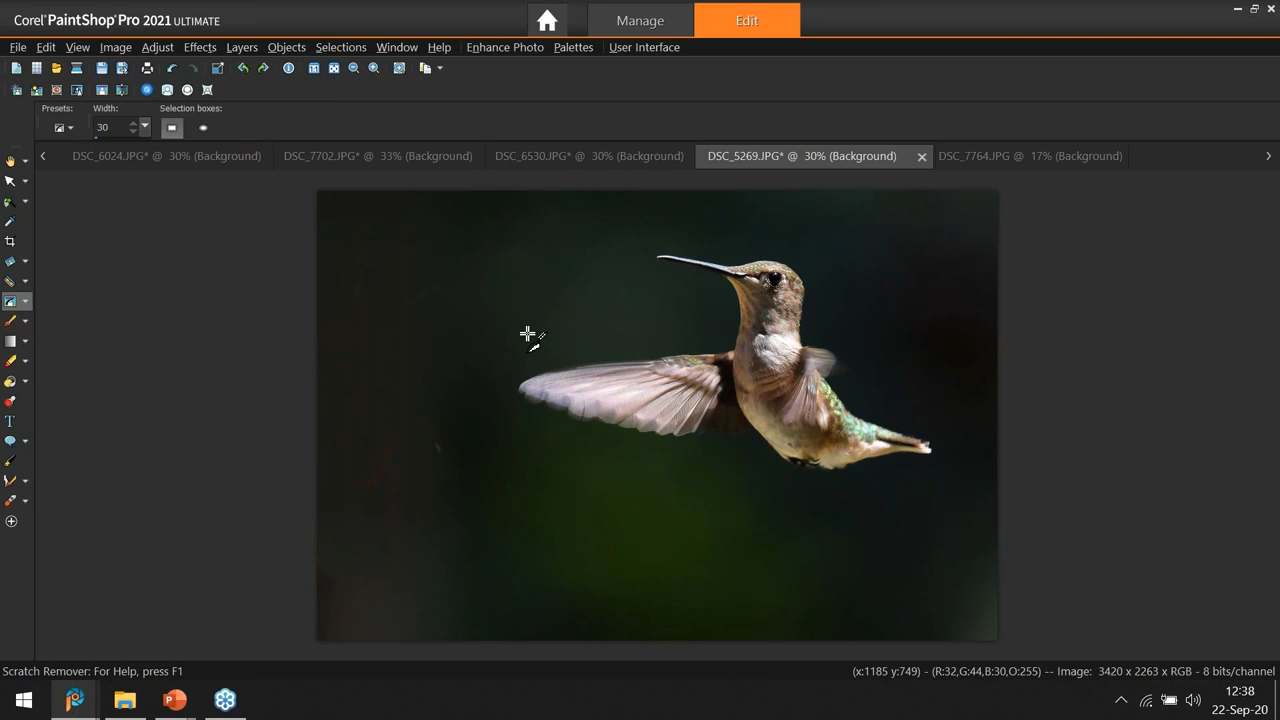 Corel® PaintShop® Pro 2021 ULTIMATE
Manage
Edit
File Edit View Image Adjust Effects Layers Objects Selections Window Help Enhance Photo Palettes User Interface
Presets: Width: Selection boxes:
30
DSC_6024.JPG* @ 30% (Background) DSC_7702.JPG* @ 33% (Background) DSC_6530.JPG* @ 30% (Background) DSC_5269.JPG* @ 30% (Background) DSC_7764.JPG @ 17% (Background)
Scratch Remover: For Help, press F1
(x:1185 y:749) -- (R:32,G:44,B:30,O:255) -- Image: 3420 x 2263 x RGB - 8 bits/channel
12:38
22-Sep-20